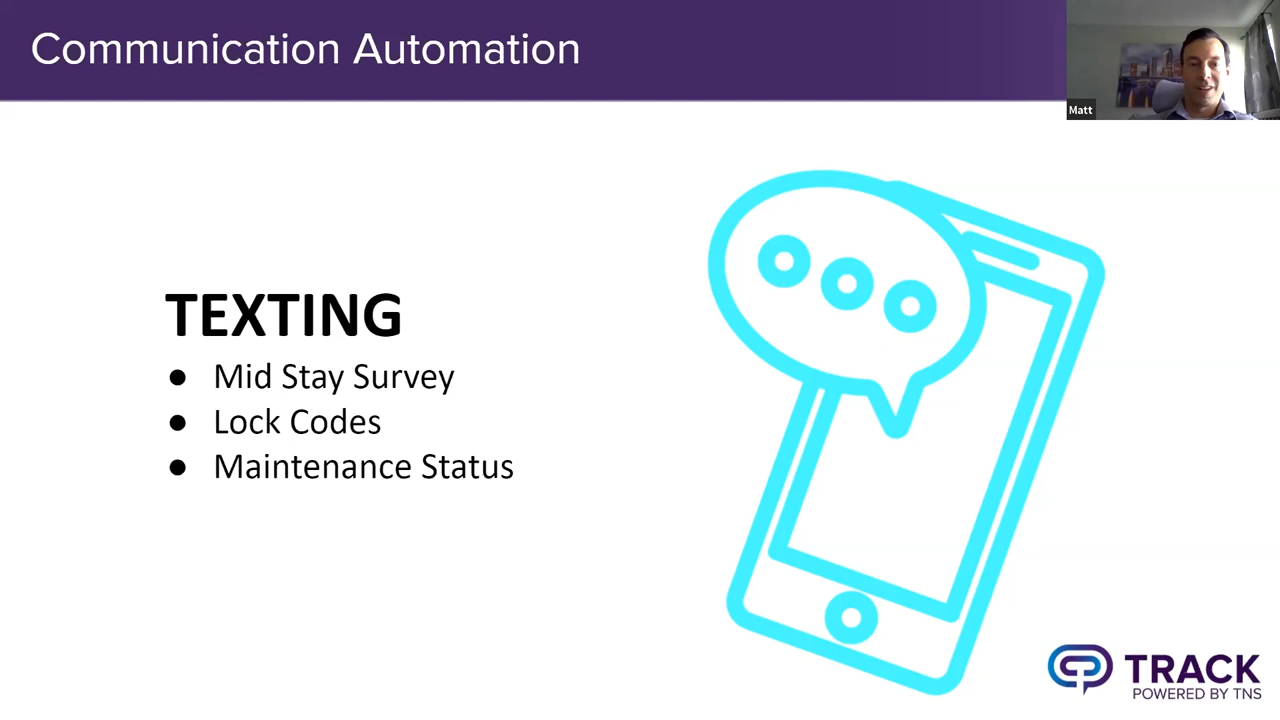 Communication Automation
Matt
TEXTING
● Mid Stay Survey
● Lock Codes
● Maintenance Status
TRACK
POWERED BY TNS